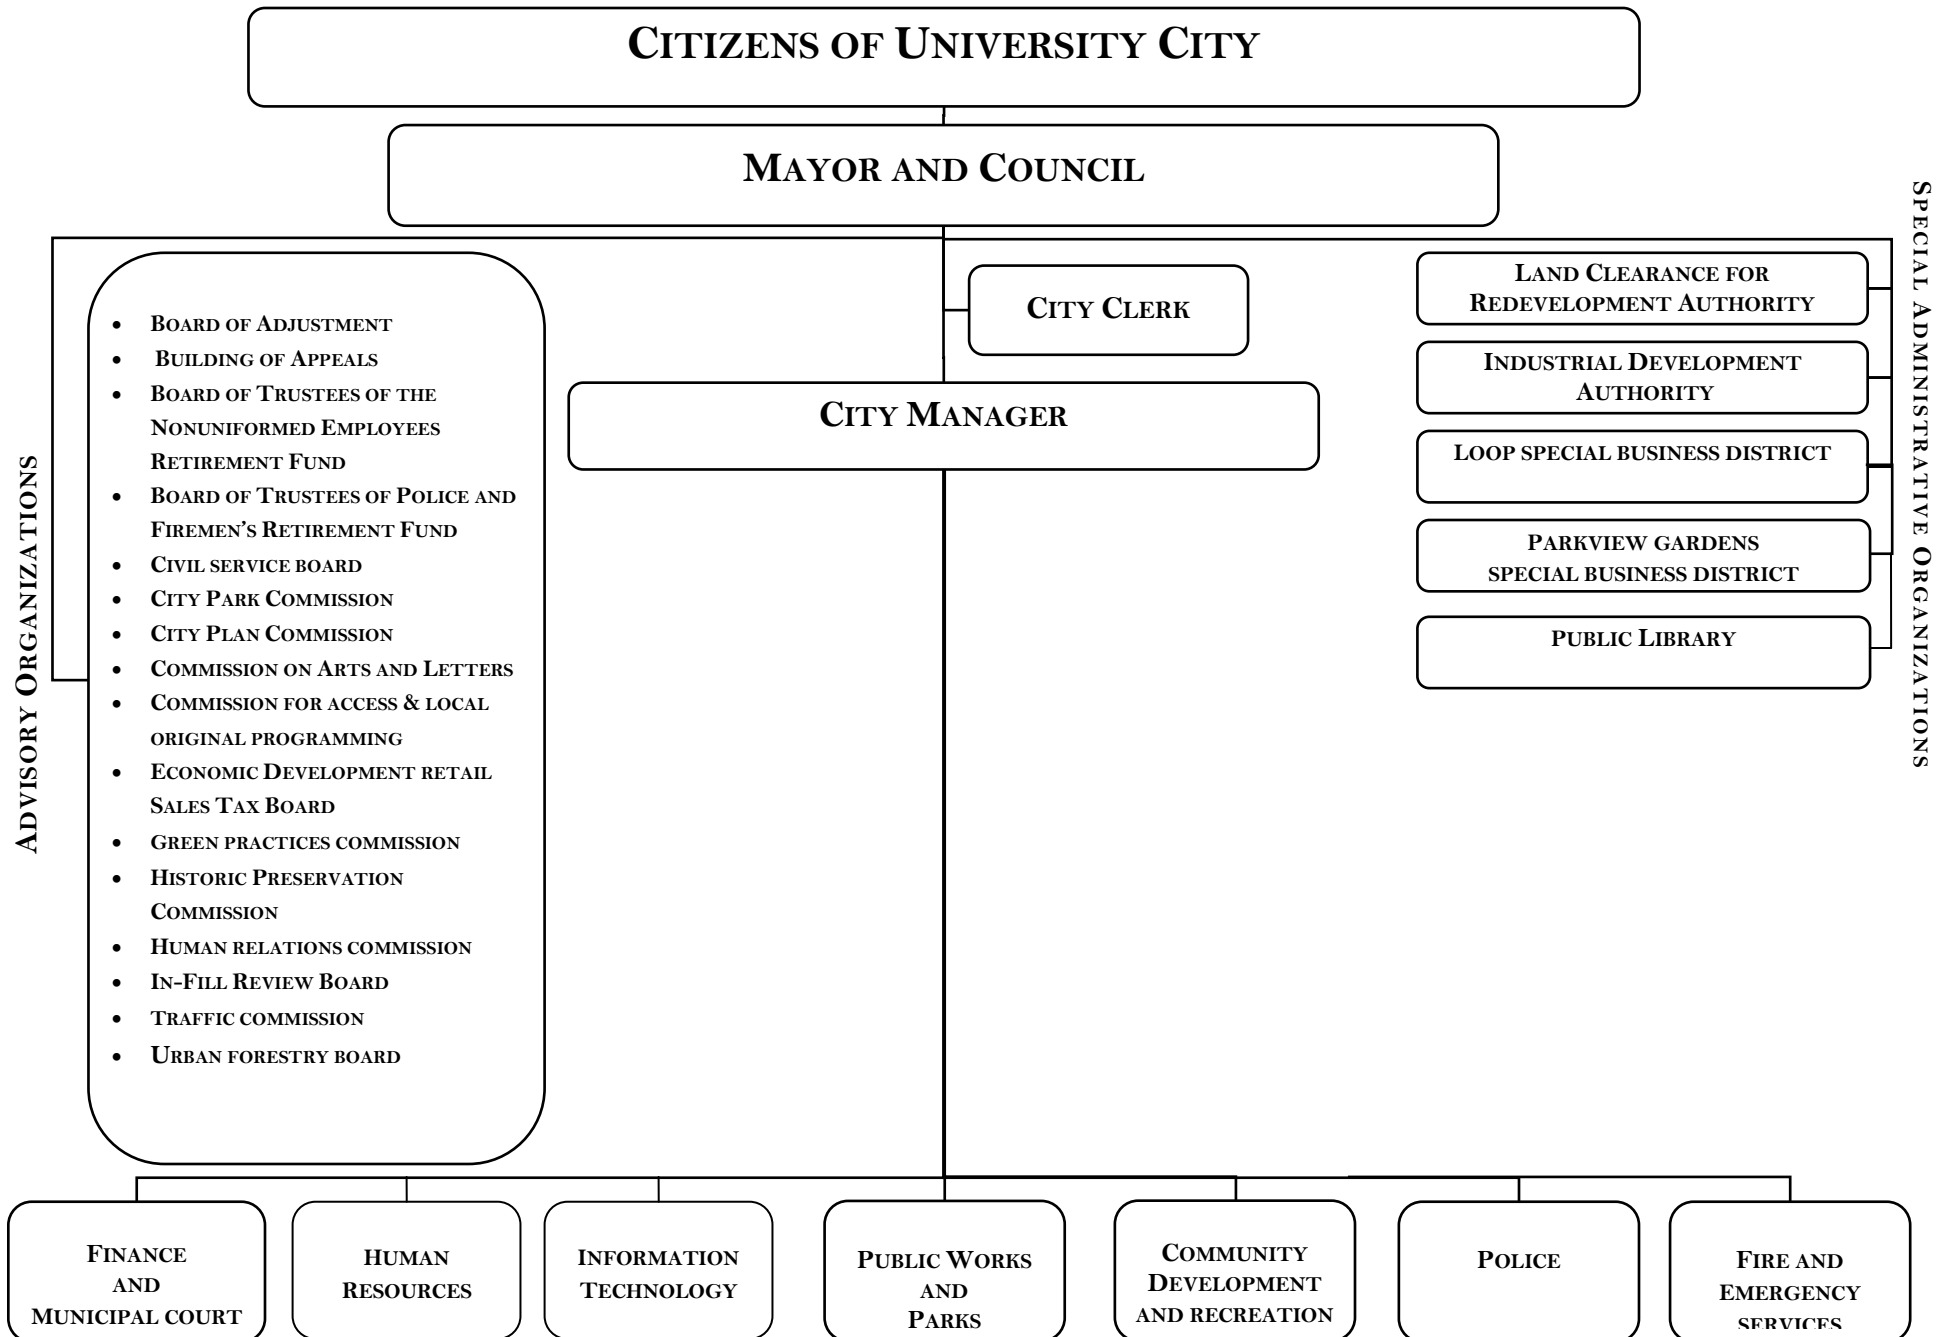 CITIZENS OF UNIVERSITY CITY
MAYOR AND COUNCIL
ADVISORY ORGANIZATIONS
• BOARD OF ADJUSTMENT
• BUILDING OF APPEALS
• BOARD OF TRUSTEES OF THE
NONUNIFORMED EMPLOYEES
RETIREMENT FUND
• BOARD OF TRUSTEES OF POLICE AND
FIREMEN'S RETIREMENT FUND
• CIVIL SERVICE BOARD
• CITY PARK COMMISSION
• CITY PLAN COMMISSION
• COMMISSION ON ARTS AND LETTERS
• COMMISSION FOR ACCESS & LOCAL
ORIGINAL PROGRAMMING
• ECONOMIC DEVELOPMENT RETAIL
SALES TAX BOARD
• GREEN PRACTICES COMMISSION
• HISTORIC PRESERVATION
COMMISSION
• HUMAN RELATIONS COMMISSION
• IN-FILL REVIEW BOARD
• TRAFFIC COMMISSION
• URBAN FORESTRY BOARD
CITY CLERK
CITY MANAGER
SPECIAL ADMINISTRATIVE ORGANIZATIONS
LAND CLEARANCE FOR
REDEVELOPMENT AUTHORITY
INDUSTRIAL DEVELOPMENT
AUTHORITY
LOOP SPECIAL BUSINESS DISTRICT
PARKVIEW GARDENS
SPECIAL BUSINESS DISTRICT
PUBLIC LIBRARY
FINANCE
AND
MUNICIPAL COURT
HUMAN
RESOURCES
INFORMATION
TECHNOLOGY
PUBLIC WORKS
AND
PARKS
COMMUNITY
DEVELOPMENT
AND RECREATION
POLICE
FIRE AND
EMERGENCY
SERVICES